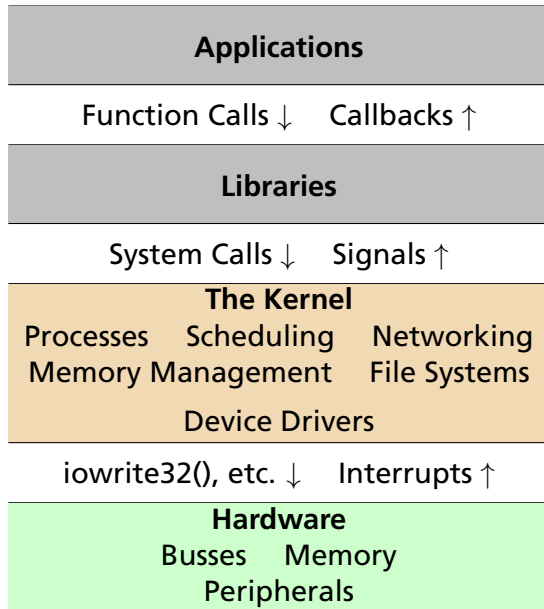 Applications
Function Calls ↓ Callbacks ↑
Libraries
System Calls ↓ Signals ↑
The Kernel
Processes Scheduling Networking
Memory Management File Systems
Device Drivers
iowrite32(), etc. ↓ Interrupts ↑
Hardware
Busses Memory
Peripherals